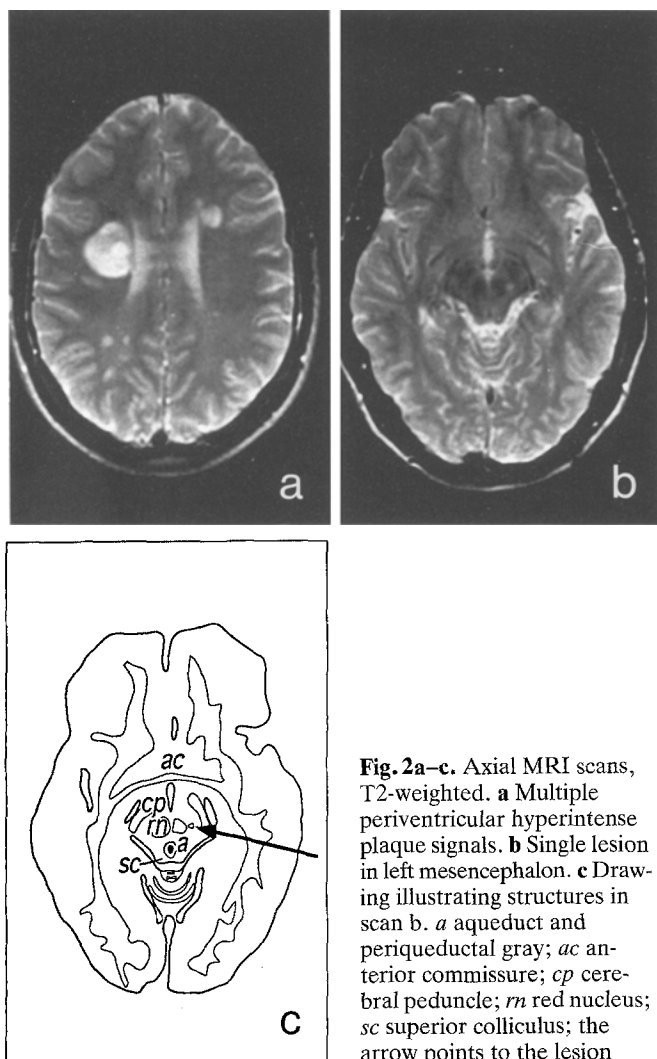 a
b
ac
cp
rn
a
sc
c
Fig. 2a–c. Axial MRI scans,
T2-weighted. a Multiple
periventricular hyperintense
plaque signals. b Single lesion
in left mesencephalon. c Draw-
ing illustrating structures in
scan b. a aqueduct and
periqueductal gray; ac an-
terior commissure; cp cere-
bral peduncle; rn red nucleus;
sc superior colliculus; the
arrow points to the lesion